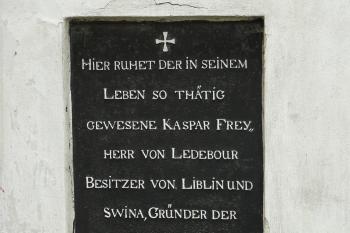 Hier ruhet der in seinem
Leben so thätig
gewesene Kaspar Frey„
herr von Ledebour
Besitzer von Liblin und
Swina, Gründer der